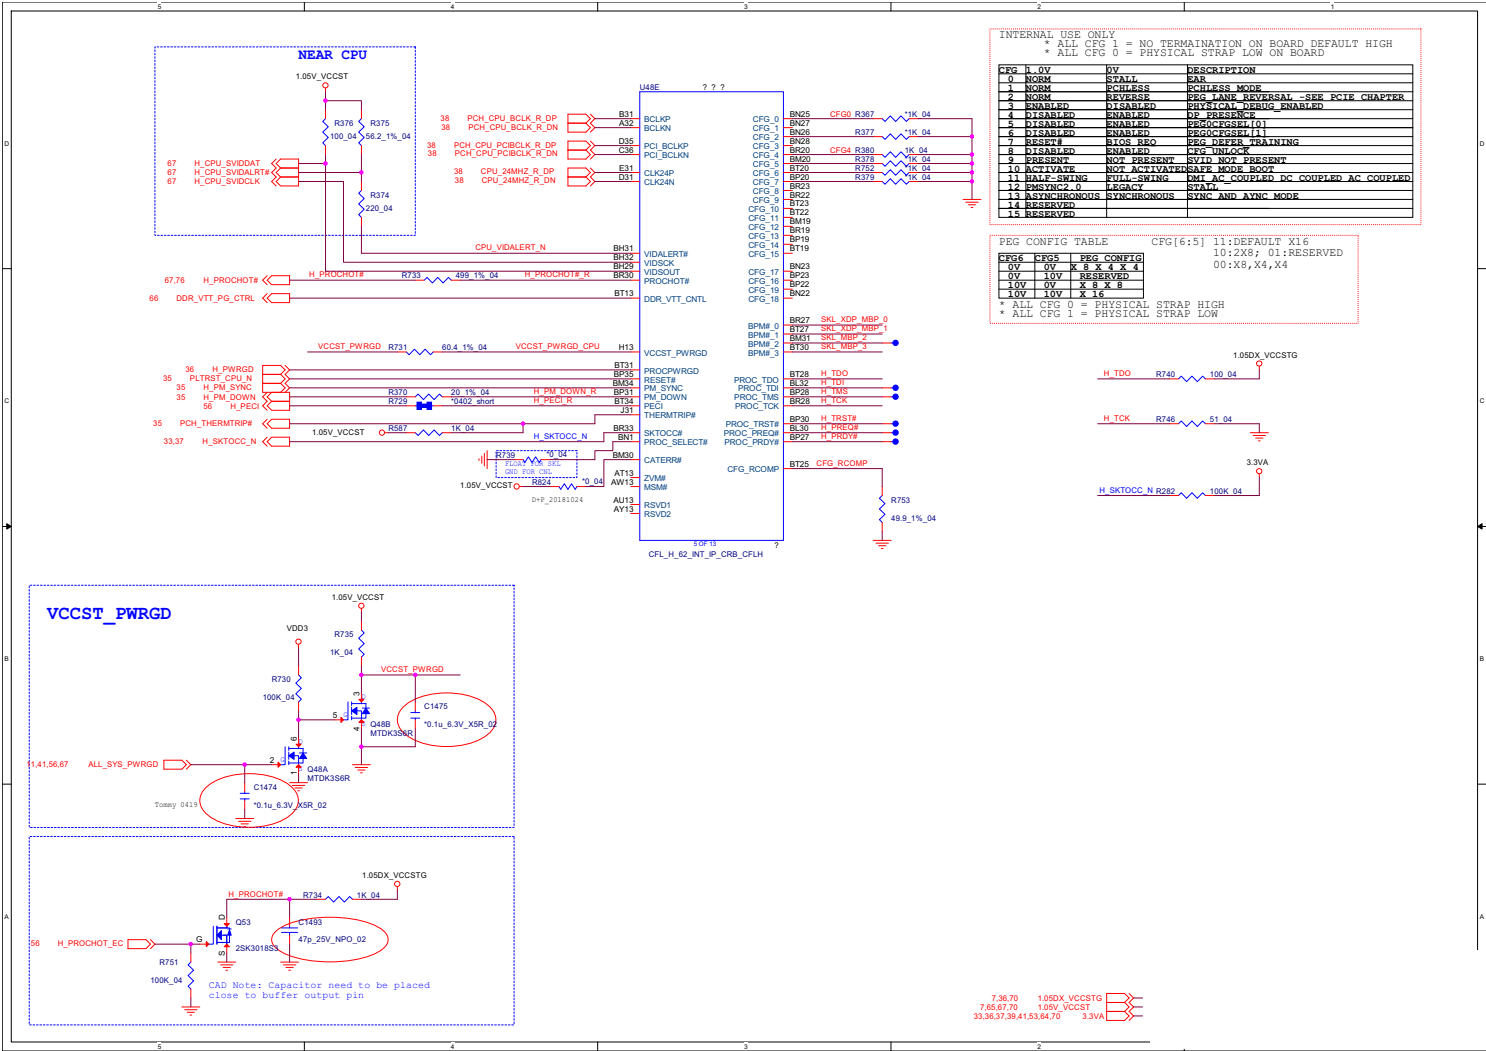 5 4 3 2 1
D
C
B
A
NEAR CPU
1.05V_VCCST
R376
100_04
R375
56.2_1%_04
67 H_CPU_SVIDDAT
67 H_CPU_SVIDALRT#
67 H_CPU_SVIDCLK
R374
220_04
CPU_VIDALERT_N
67,76 H_PROCHOT#
H_PROCHOT# R733 499_1%_04 H_PROCHOT#_R
66 DDR_VTT_PG_CTRL
VCCST_PWRGD R731 60.4_1%_04 VCCST_PWRGD_CPU
36 H_PWRGD
35 PLTRST_CPU_N
35 H_PM_SYNC
35 H_PM_DOWN R370 20_1%_04 H_PM_DOWN_R
56 H_PECI R729 *0402_short H_PECI_R
35 PCH_THERMTRIP#
1.05V_VCCST R587 1K_04
33,37 H_SKTOCC_N
H_SKTOCC_N
R739 *0_04
FLOAT FOR SKL
GND FOR CNL
1.05V_VCCST R824 *0_04
D+P_20181024
38 PCH_CPU_BCLK_R_DP
38 PCH_CPU_BCLK_R_DN
38 PCH_CPU_PCIBCLK_R_DP
38 PCH_CPU_PCIBCLK_R_DN
38 CPU_24MHZ_R_DP
38 CPU_24MHZ_R_DN
U48E ? ? ?
B31 BCLKP
A32 BCLKN
D35 PCI_BCLKP
C36 PCI_BCLKN
E31 CLK24P
D31 CLK24N
BH31 VIDALERT#
BH32 VIDSCK
BH29 VIDSOUT
BR30 PROCHOT#
BT13 DDR_VTT_CNTL
H13 VCCST_PWRGD
BT31 PROCPWRGD
BP35 RESET#
BM34 PM_SYNC
BP31 PM_DOWN
BT34 PECI
J31 THERMTRIP#
BR33 SKTOCC#
BN1 PROC_SELECT#
BM30 CATERR#
AT13 ZVM#
AW13 MSM#
AU13 RSVD1
AY13 RSVD2
CFG_0 BN25 CFG0 R367 *1K_04
CFG_1 BN27
CFG_2 BN26 R377 *1K_04
CFG_3 BN28
CFG_4 BR20 CFG4 R380 1K_04
CFG_5 BM20 R378 *1K_04
CFG_6 BT20 R752 *1K_04
CFG_7 BP20 R379 *1K_04
CFG_8 BR23
CFG_9 BR22
CFG_10 BT23
CFG_11 BT22
CFG_12 BM19
CFG_13 BR19
CFG_14 BP19
CFG_15 BT19
CFG_17 BN23
CFG_16 BP23
CFG_19 BP22
CFG_18 BN22
BPM#_0 BR27 SKL_XDP_MBP_0
BPM#_1 BT27 SKL_XDP_MBP_1
BPM#_2 BM31 SKL_MBP_2
BPM#_3 BT30 SKL_MBP_3
PROC_TDO BT28 H_TDO
PROC_TDI BL32 H_TDI
PROC_TMS BP28 H_TMS
PROC_TCK BR28 H_TCK
PROC_TRST# BP30 H_TRST#
PROC_PREQ# BL30 H_PREQ#
PROC_PRDY# BP27 H_PRDY#
CFG_RCOMP BT25 CFG_RCOMP
R753
49.9_1%_04
5 OF 13 ?
CFL_H_62_INT_IP_CRB_CFLH
INTERNAL USE ONLY
* ALL CFG 1 = NO TERMAINATION ON BOARD DEFAULT HIGH
* ALL CFG 0 = PHYSICAL STRAP LOW ON BOARD
CFG 1.0V 0V DESCRIPTION
0 NORM STALL EAR
1 NORM PCHLESS PCHLESS MODE
2 NORM REVERSE PEG LANE REVERSAL -SEE PCIE CHAPTER
3 ENABLED DISABLED PHYSICAL_DEBUG_ENABLED
4 DISABLED ENABLED DP_PRESENCE
5 DISABLED ENABLED PEG0CFGSEL[0]
6 DISABLED ENABLED PEG0CFGSEL[1]
7 RESET# BIOS REQ PEG_DEFER_TRAINING
8 DISABLED ENABLED CFG_UNLOCK
9 PRESENT NOT PRESENT SVID NOT PRESENT
10 ACTIVATE NOT ACTIVATED SAFE MODE BOOT
11 HALF-SWING FULL-SWING DMI AC COUPLED DC COUPLED AC COUPLED
12 PMSYNC2.0 LEGACY STALL
13 ASYNCHRONOUS SYNCHRONOUS SYNC AND AYNC MODE
14 RESERVED
15 RESERVED
PEG CONFIG TABLE CFG[6:5] 11:DEFAULT X16
10:2X8; 01:RESERVED
00:X8,X4,X4
CFG6 CFG5 PEG CONFIG
0V 0V X 8 X 4 X 4
0V 10V RESERVED
10V 0V X 8 X 8
10V 10V X 16
* ALL CFG 0 = PHYSICAL STRAP HIGH
* ALL CFG 1 = PHYSICAL STRAP LOW
1.05DX_VCCSTG
H_TDO R740 100_04
H_TCK R746 51_04
3.3VA
H_SKTOCC_N R282 100K_04
VCCST_PWRGD
1.05V_VCCST
VDD3
R735
1K_04
VCCST_PWRGD
R730
100K_04
3
5
4
Q48B
MTDK3S6R
C1475
*0.1u_6.3V_X5R_02
6
2
1
Q48A
MTDK3S6R
1,41,56,67 ALL_SYS_PWRGD
C1474
*0.1u_6.3V_X5R_02
Tommy 0419
1.05DX_VCCSTG
H_PROCHOT# R734 1K_04
D
G
S
Q53
2SK3018S3
C1493
47p_25V_NPO_02
56 H_PROCHOT_EC
R751
100K_04
CAD Note: Capacitor need to be placed
close to buffer output pin
7,36,70 1.05DX_VCCSTG
7,65,67,70 1.05V_VCCST
33,36,37,39,41,53,64,70 3.3VA
5 4 3 2